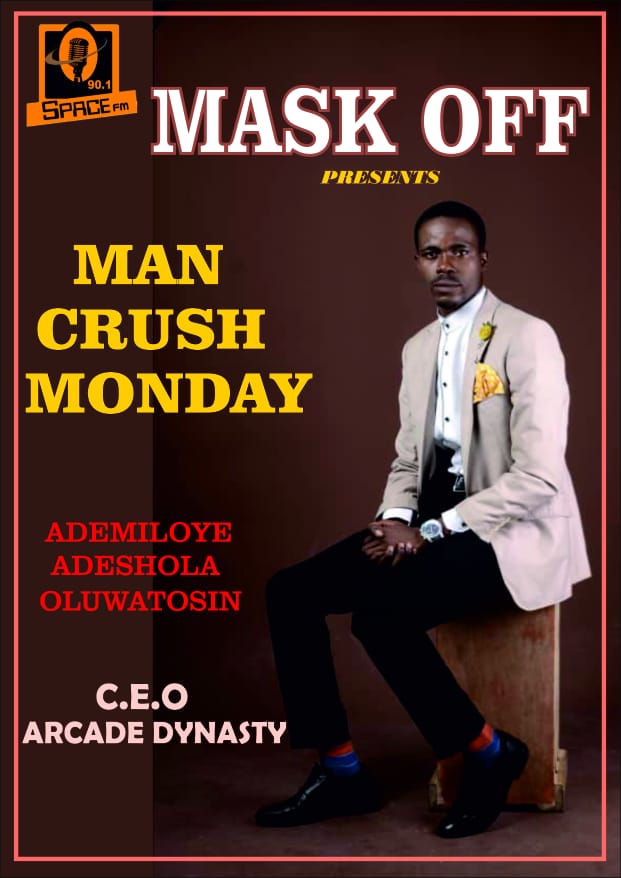 90.1
SPACE FM
MASK OFF
PRESENTS
MAN
CRUSH
MONDAY
ADEMILOYE
ADESHOLA
OLUWATOSIN
C.E.O
ARCADE DYNASTY